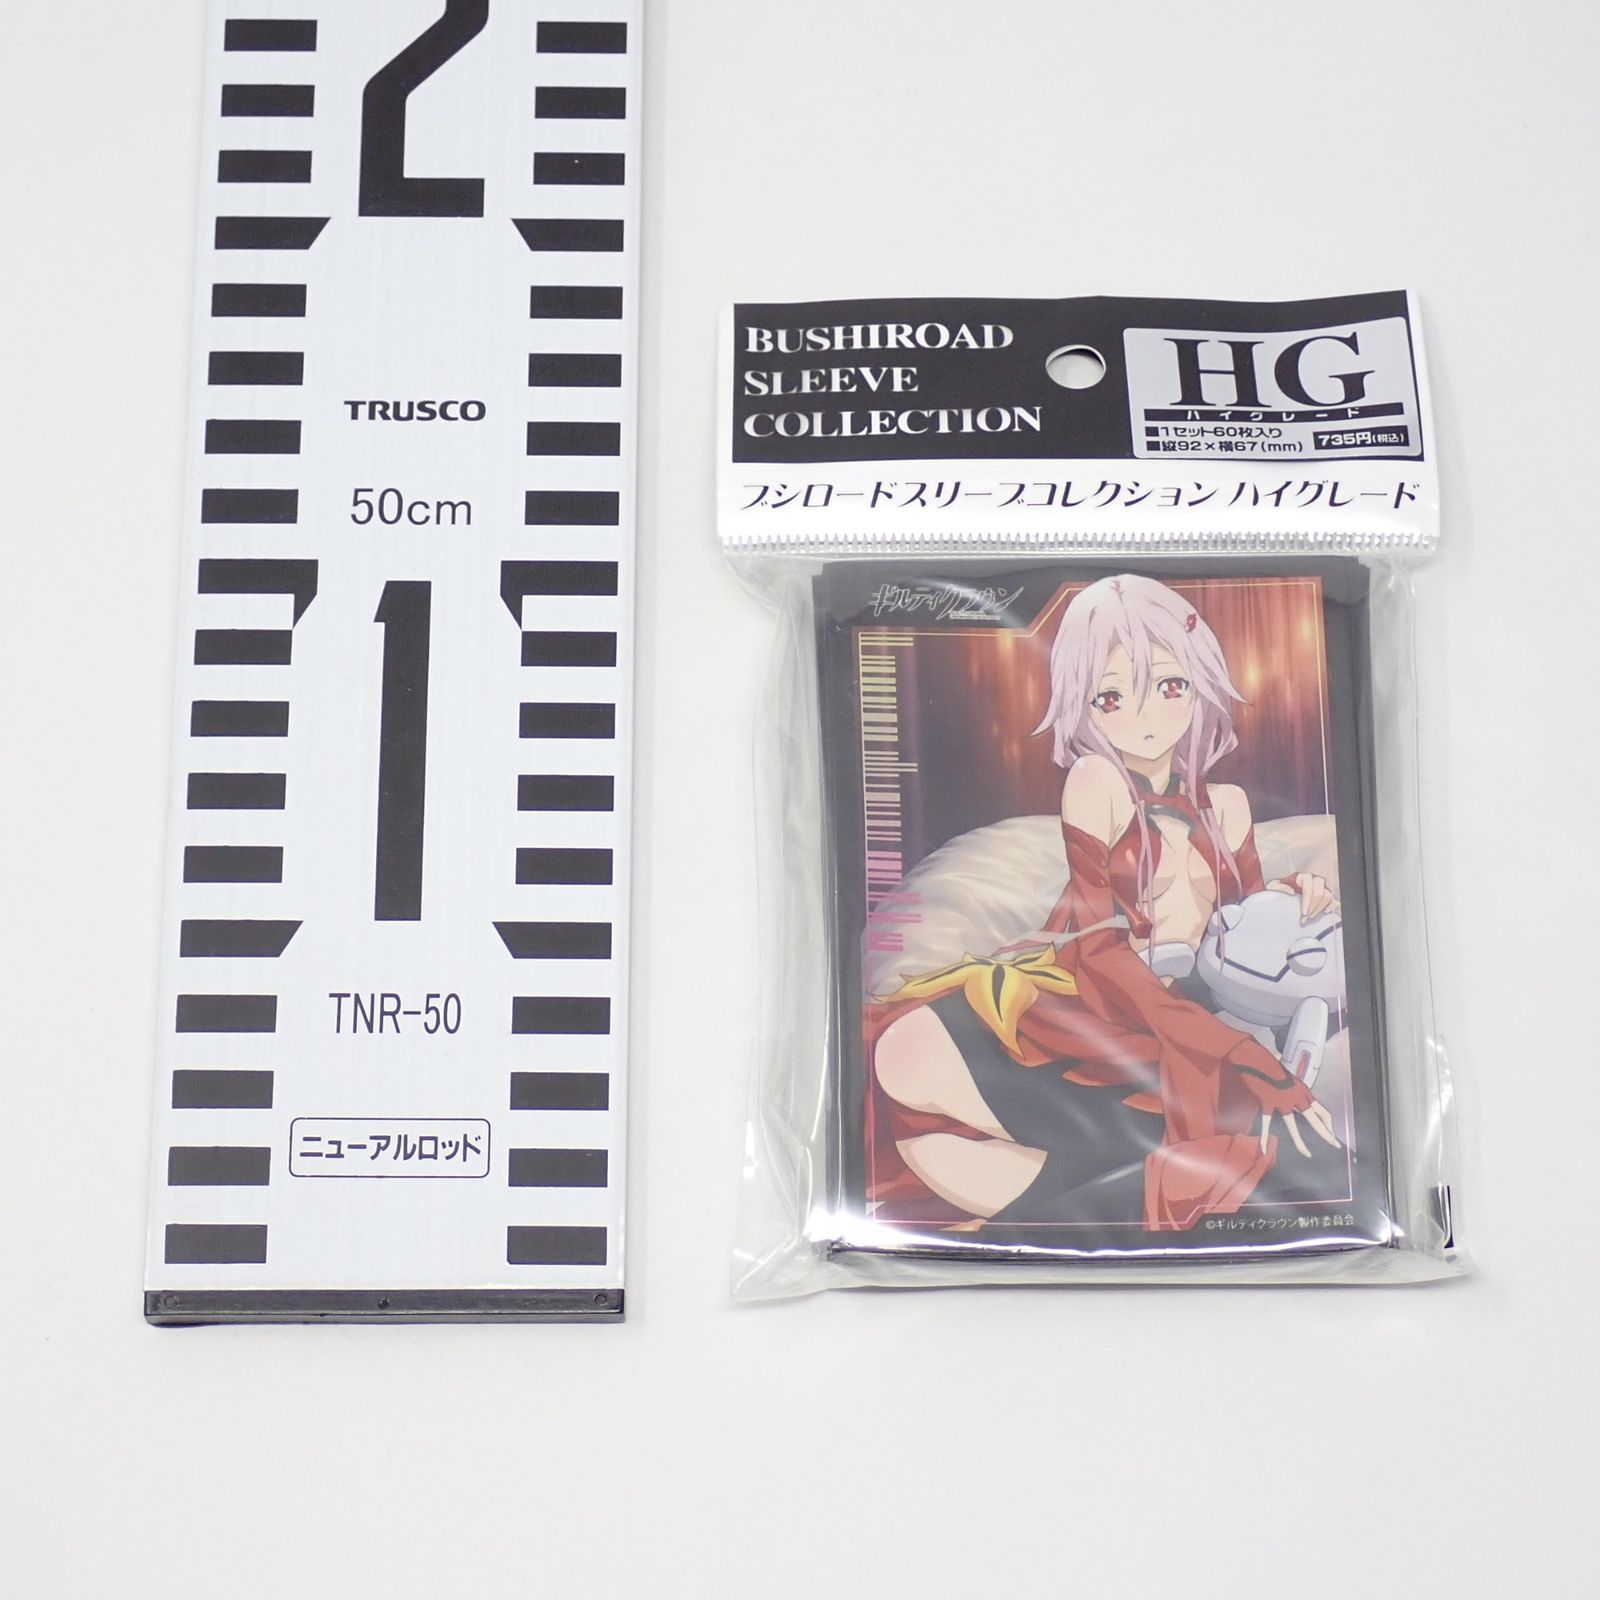 2
TRUSCO
50cm
1
TNR-50
ニューアルロッド
BUSHIROAD
SLEEVE
COLLECTION
HG
ハイグレード
■1セット60枚入り
■縦92×横67(mm)
735円(税込)
ブシロードスリーブコレクション ハイグレード
ギルティクラウン
©ギルティクラウン製作委員会